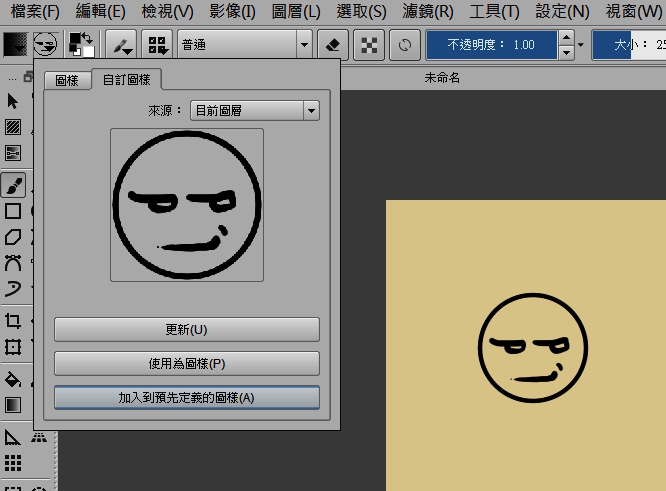 檔案(F) 編輯(E) 檢視(V) 影像(I) 圖層(L) 選取(S) 濾鏡(R) 工具(T) 設定(N) 視窗(W)
普通 不透明度： 1.00 大小： 25
未命名
圖樣 自訂圖樣
來源： 目前圖層
更新(U)
使用為圖樣(P)
加入到預先定義的圖樣(A)